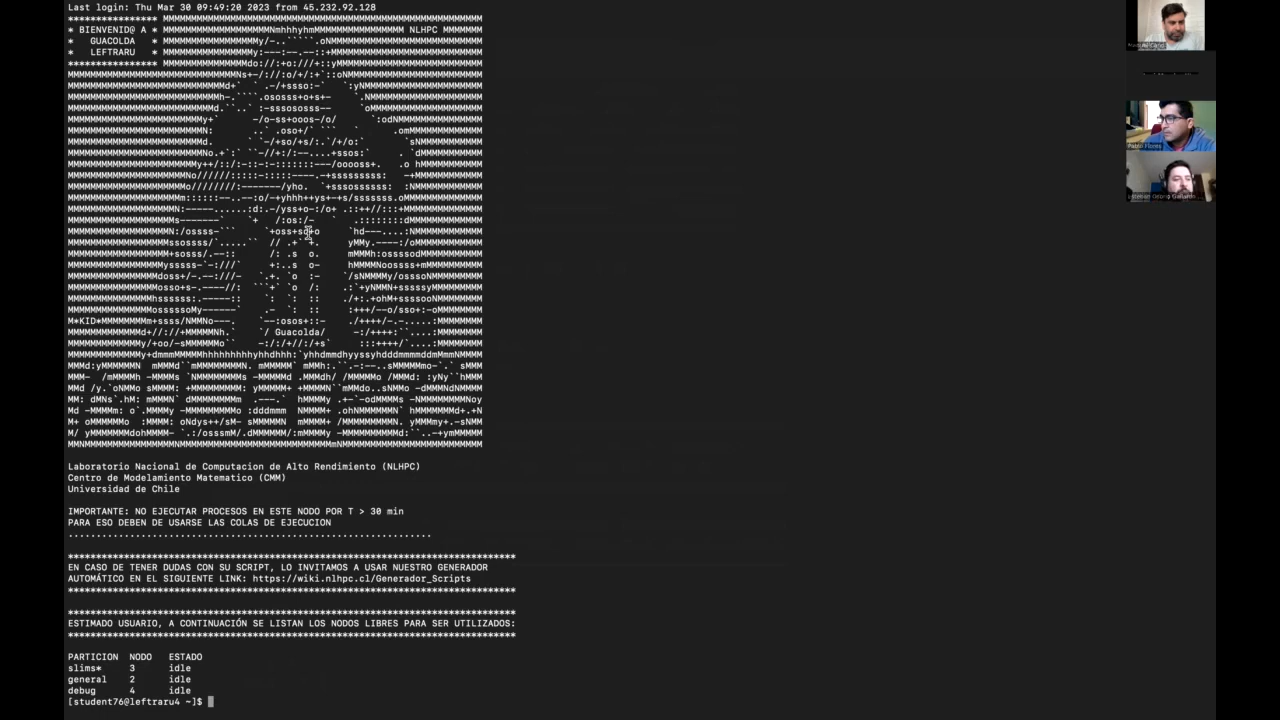 Last login: Thu Mar 30 09:49:20 2023 from 45.232.92.128
****************
* BIENVENID@ A *
NLHPC
* GUACOLDA *
* LEFTRARU *
****************
M*KID*
/ Guacolda/
Laboratorio Nacional de Computacion de Alto Rendimiento (NLHPC)
Centro de Modelamiento Matematico (CMM)
Universidad de Chile
IMPORTANTE: NO EJECUTAR PROCESOS EN ESTE NODO POR T > 30 min
PARA ESO DEBEN DE USARSE LAS COLAS DE EJECUCION
EN CASO DE TENER DUDAS CON SU SCRIPT, LO INVITAMOS A USAR NUESTRO GENERADOR
AUTOMÁTICO EN EL SIGUIENTE LINK: https://wiki.nlhpc.cl/Generador_Scripts
ESTIMADO USUARIO, A CONTINUACIÓN SE LISTAN LOS NODOS LIBRES PARA SER UTILIZADOS:
PARTICION NODO ESTADO
slims* 3 idle
general 2 idle
debug 4 idle
[student76@leftraru4 ~]$
Pablo Flores